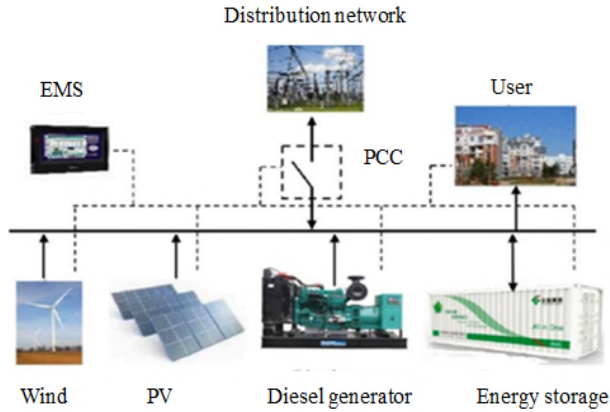 Distribution network
EMS
User
PCC
Wind
PV
Diesel generator
Energy storage